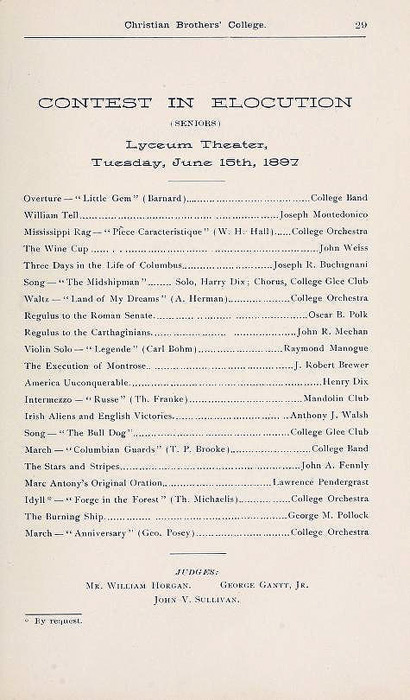 Christian Brothers' College. 29
CONTEST IN ELOCUTION
(SENIORS)
Lyceum Theater,
Tuesday, June 15th, 1897
Overture — "Little Gem" (Barnard)....College Band
William Tell....Joseph Montedonico
Mississippi Rag — "Piece Caracteristique" (W. H. Hall)....College Orchestra
The Wine Cup....John Weiss
Three Days in the Life of Columbus....Joseph R. Buchignani
Song — "The Midshipman"....Solo, Harry Dix; Chorus, College Glee Club
Waltz — "Land of My Dreams" (A. Herman)....College Orchestra
Regulus to the Roman Senate....Oscar B. Polk
Regulus to the Carthaginians....John R. Meehan
Violin Solo — "Legende" (Carl Bohm)....Raymond Manogue
The Execution of Montrose....J. Robert Brewer
America Unconquerable....Henry Dix
Intermezzo — "Russe" (Th. Franke)....Mandolin Club
Irish Aliens and English Victories....Anthony J. Walsh
Song — "The Bull Dog"....College Glee Club
March — "Columbian Guards" (T. P. Brooke)....College Band
The Stars and Stripes....John A. Fennly
Marc Antony's Original Oration....Lawrence Pendergrast
Idyll* — "Forge in the Forest" (Th. Michaelis)....College Orchestra
The Burning Ship....George M. Pollock
March — "Anniversary" (Geo. Posey)....College Orchestra
JUDGES:
Mr. William Horgan. George Gantt, Jr.
John V. Sullivan.
* By request.